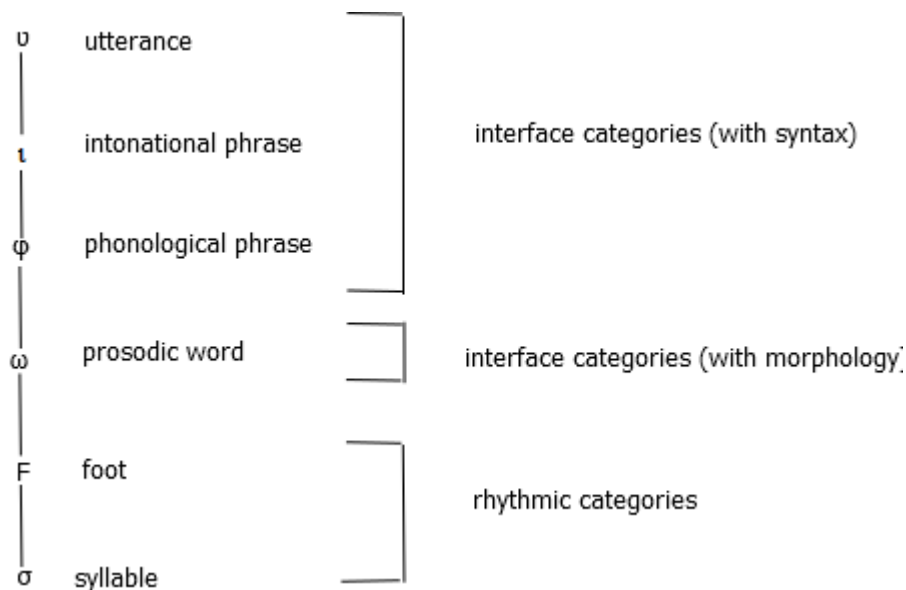 υ utterance
ι intonational phrase
interface categories (with syntax)
φ phonological phrase
ω prosodic word
interface categories (with morphology)
F foot
rhythmic categories
σ syllable